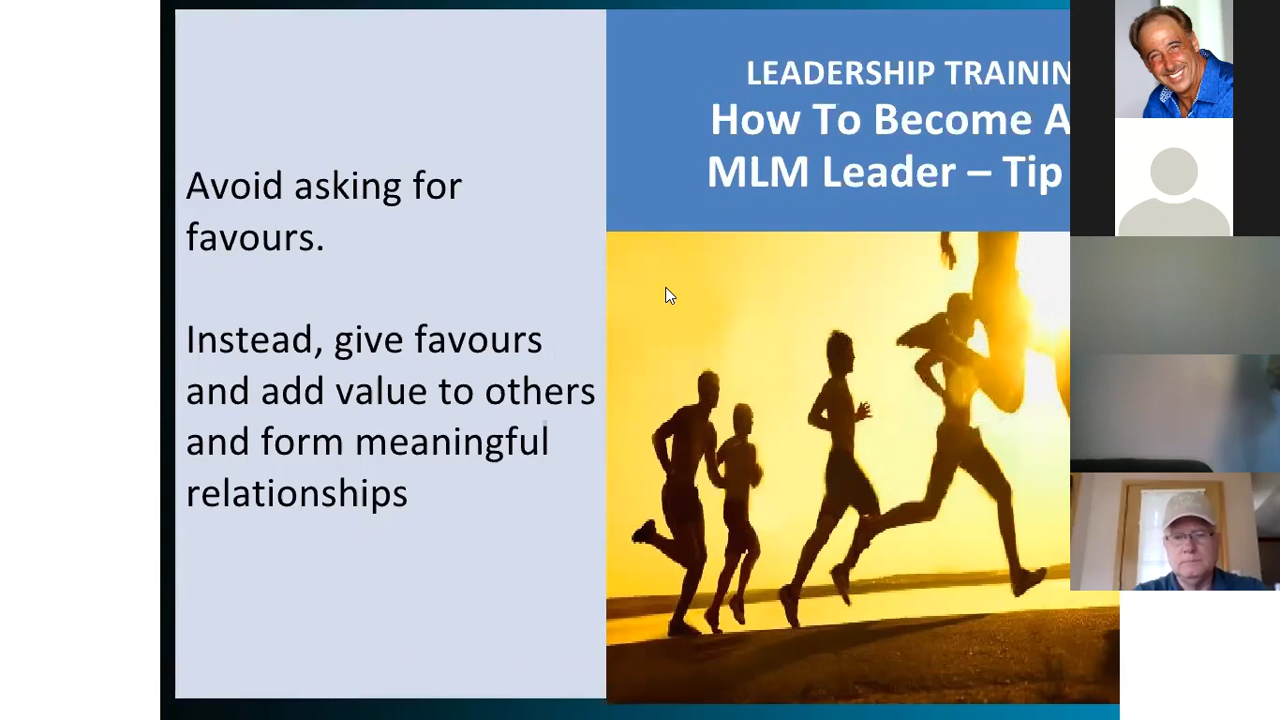 Avoid asking for
favours.
Instead, give favours
and add value to others
and form meaningful
relationships
LEADERSHIP
How To Become
MLM Leader – Tip